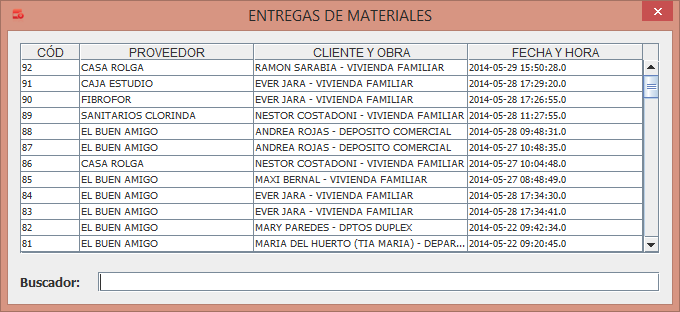 ENTREGAS DE MATERIALES
CÓD PROVEEDOR CLIENTE Y OBRA FECHA Y HORA
92 CASA ROLGA RAMON SARABIA - VIVIENDA FAMILIAR 2014-05-29 15:50:28.0
91 CAJA ESTUDIO EVER JARA - VIVIENDA FAMILIAR 2014-05-28 17:29:20.0
90 FIBROFOR EVER JARA - VIVIENDA FAMILIAR 2014-05-28 17:26:55.0
89 SANITARIOS CLORINDA NESTOR COSTADONI - VIVIENDA FAMILIAR 2014-05-28 11:27:55.0
88 EL BUEN AMIGO ANDREA ROJAS - DEPOSITO COMERCIAL 2014-05-28 09:48:31.0
87 EL BUEN AMIGO ANDREA ROJAS - DEPOSITO COMERCIAL 2014-05-27 10:48:35.0
86 CASA ROLGA NESTOR COSTADONI - VIVIENDA FAMILIAR 2014-05-27 10:04:48.0
85 EL BUEN AMIGO MAXI BERNAL - VIVIENDA FAMILIAR 2014-05-27 08:48:49.0
84 EL BUEN AMIGO EVER JARA - VIVIENDA FAMILIAR 2014-05-28 17:34:30.0
83 EL BUEN AMIGO EVER JARA - VIVIENDA FAMILIAR 2014-05-28 17:34:41.0
82 EL BUEN AMIGO MARY PAREDES - DPTOS DUPLEX 2014-05-22 09:42:34.0
81 EL BUEN AMIGO MARIA DEL HUERTO (TIA MARIA) - DEPAR... 2014-05-22 09:20:45.0
Buscador: